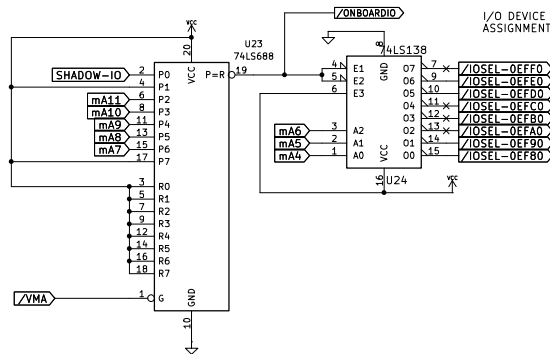 /ONBOARDIO
I/O DEVICE
ASSIGNMENT
VCC
20
U23
74LS688
VCC
SHADOW-IO 2 P0 P=R 19
4 P1
mA11 6 P2
mA10 8 P3
mA9 11 P4
mA8 13 P5
mA7 15 P6
17 P7
3 R0
5 R1
7 R2
9 R3
12 R4
14 R5
16 R6
18 R7
/VMA 1 G
GND
10
8
74LS138
GND
4 E1 O7 7 /IOSEL-0EFF0
5 E2 O6 9 /IOSEL-0EFE0
6 E3 O5 10 /IOSEL-0EFD0
O4 11 /IOSEL-0EFC0
O3 12 /IOSEL-0EFB0
mA6 3 A2 O2 13 /IOSEL-0EFA0
mA5 2 A1 O1 14 /IOSEL-0EF90
mA4 1 A0 O0 15 /IOSEL-0EF80
VCC
16
U24
VCC